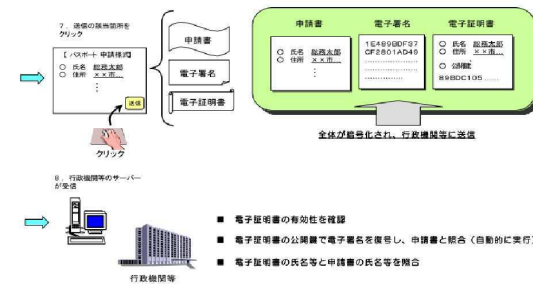 7．送信の該当箇所を
クリック
【 パスポート 申請様式】
○ 氏名 総務太郎
○ 住所 ××市...
送信
クリック
申請書
電子署名
電子証明書
申請書
○ 氏名 総務太郎
○ 住所 ××市...
電子署名
1E489BDF37
CF2801AD49
電子証明書
○ 氏名 総務太郎
○ 住所 ××市...
○ 公開鍵
89BDC105......
全体が暗号化され、行政機関等に送信
8．行政機関等のサーバー
が受信
行政機関等
■ 電子証明書の有効性を確認
■ 電子証明書の公開鍵で電子署名を復号し、申請書と照合（自動的に実行）
■ 電子証明書の氏名等と申請書の氏名等を照合